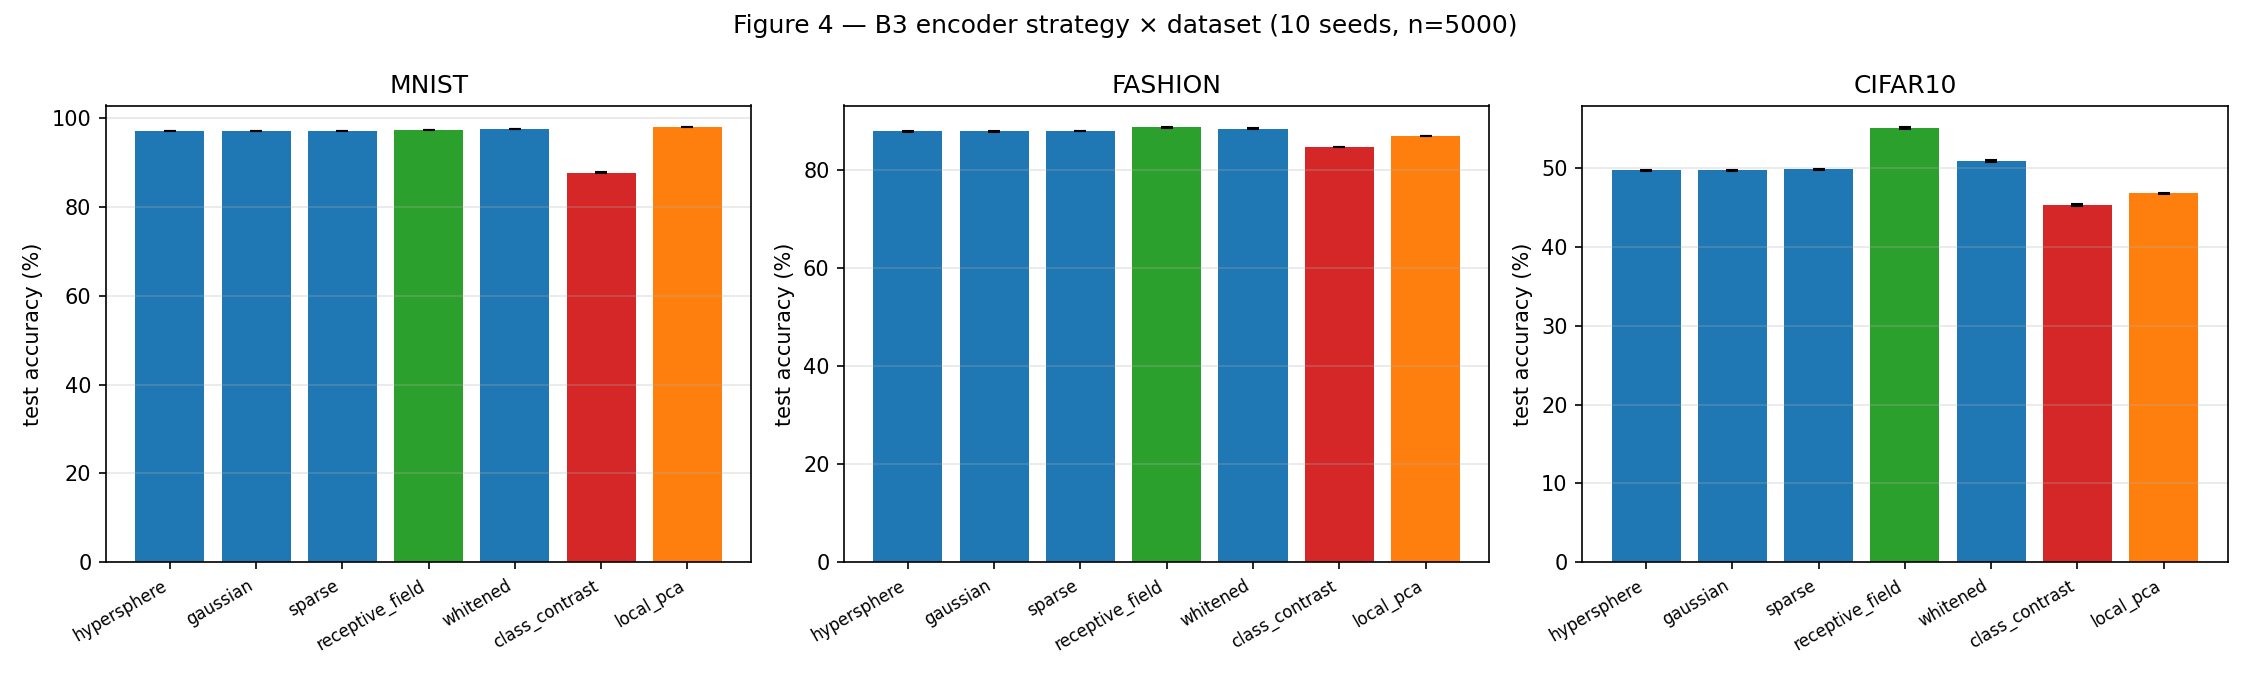 Figure 4 — B3 encoder strategy × dataset (10 seeds, n=5000)
MNIST
test accuracy (%)
100
80
60
40
20
0
hypersphere
gaussian
sparse
receptive_field
whitened
class_contrast
local_pca
FASHION
test accuracy (%)
80
60
40
20
0
hypersphere
gaussian
sparse
receptive_field
whitened
class_contrast
local_pca
CIFAR10
test accuracy (%)
50
40
30
20
10
0
hypersphere
gaussian
sparse
receptive_field
whitened
class_contrast
local_pca